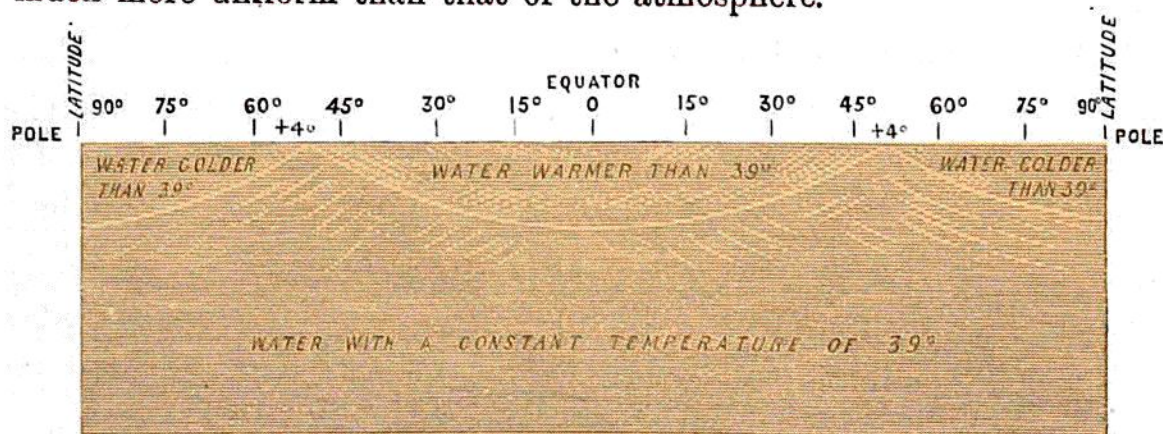 much more uniform than that of the atmosphere.
LATITUDE LATITUDE
EQUATOR
90° 75° 60° 45° 30° 15° 0 15° 30° 45° 60° 75° 90°
POLE +4° +4° POLE
WATER COLDER WATER WARMER THAN 39° WATER COLDER
THAN 39° THAN 39°
WATER WITH A CONSTANT TEMPERATURE OF 39°